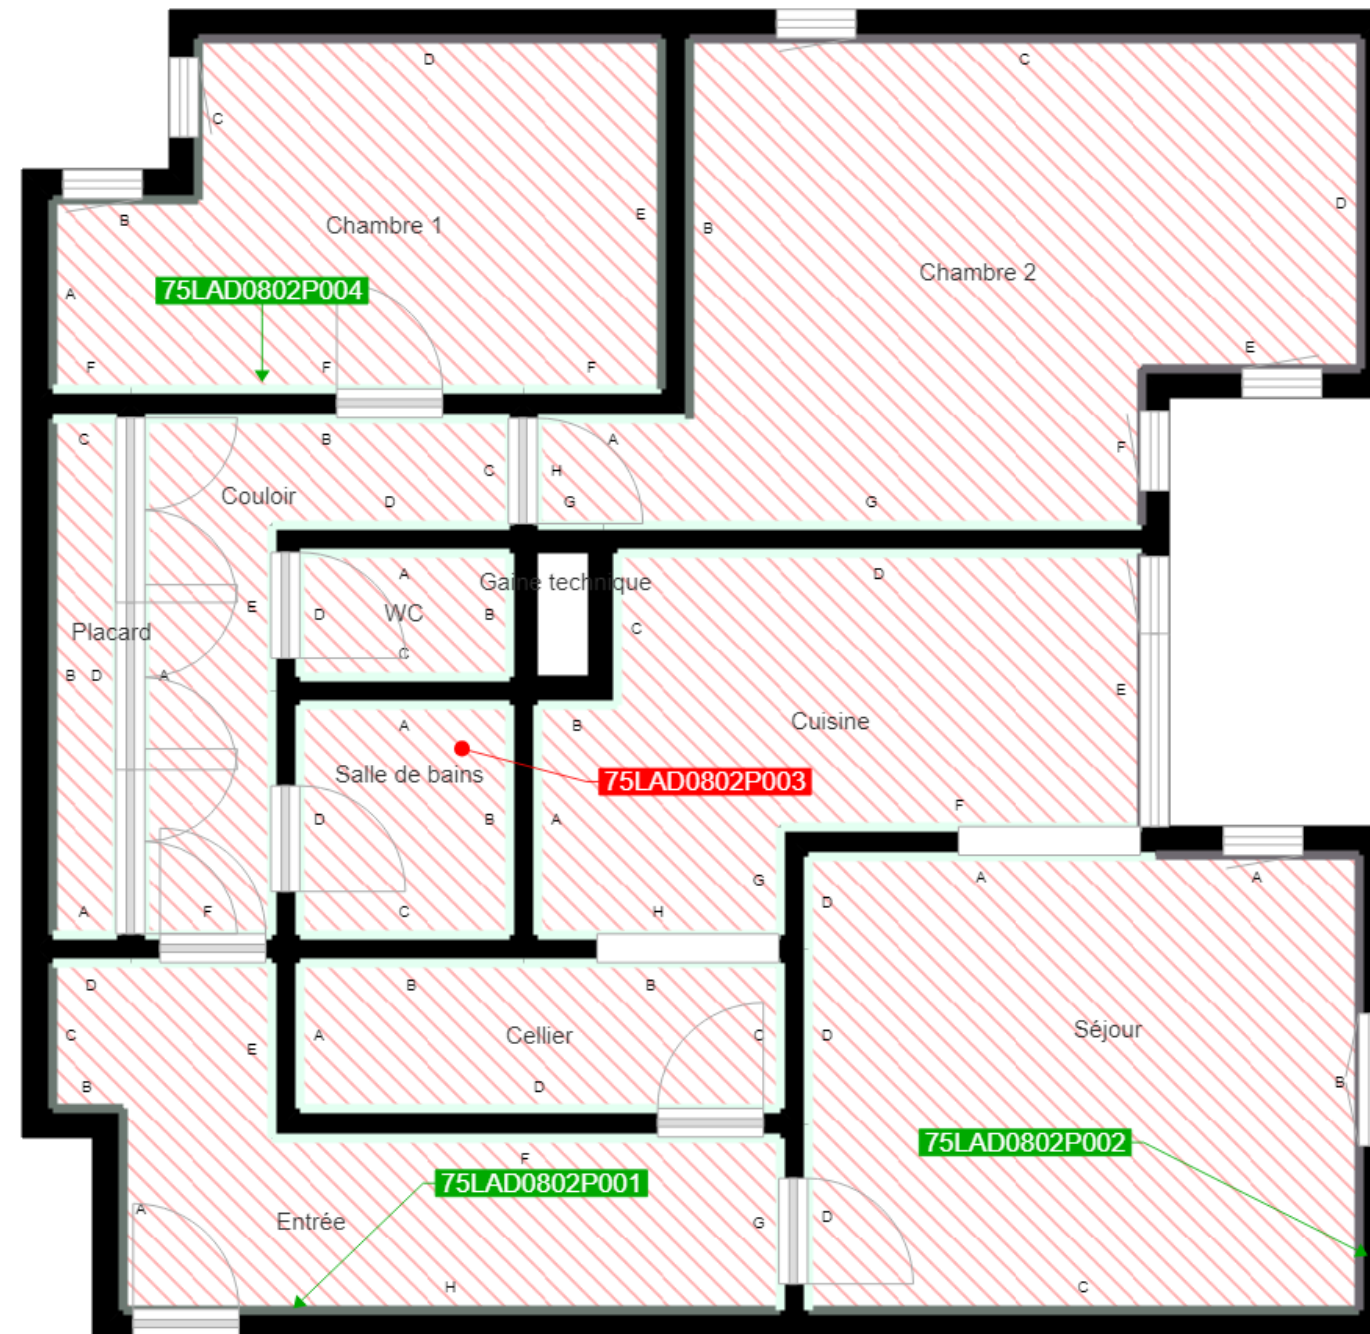 D
C
C
B
Chambre 1
E
B
D
Chambre 2
A
75LAD0802P004
F
F
F
E
C
B
A
F
C
H
Couloir
D
G
G
A
D
Gaine technique
E
D
WC
B
C
Placard
C
B
D
A
E
A
B
Cuisine
Salle de bains
75LAD0802P003
D
B
A
F
A
F
C
H
G
A
A
D
D
B
B
C
E
A
Cellier
C
D
Séjour
B
D
B
75LAD0802P002
F
75LAD0802P001
A
Entrée
G
D
H
C